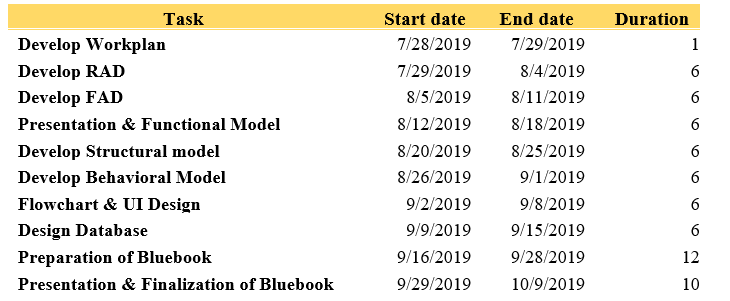 Task Start date End date Duration
Develop Workplan 7/28/2019 7/29/2019 1
Develop RAD 7/29/2019 8/4/2019 6
Develop FAD 8/5/2019 8/11/2019 6
Presentation & Functional Model 8/12/2019 8/18/2019 6
Develop Structural model 8/20/2019 8/25/2019 6
Develop Behavioral Model 8/26/2019 9/1/2019 6
Flowchart & UI Design 9/2/2019 9/8/2019 6
Design Database 9/9/2019 9/15/2019 6
Preparation of Bluebook 9/16/2019 9/28/2019 12
Presentation & Finalization of Bluebook 9/29/2019 10/9/2019 10